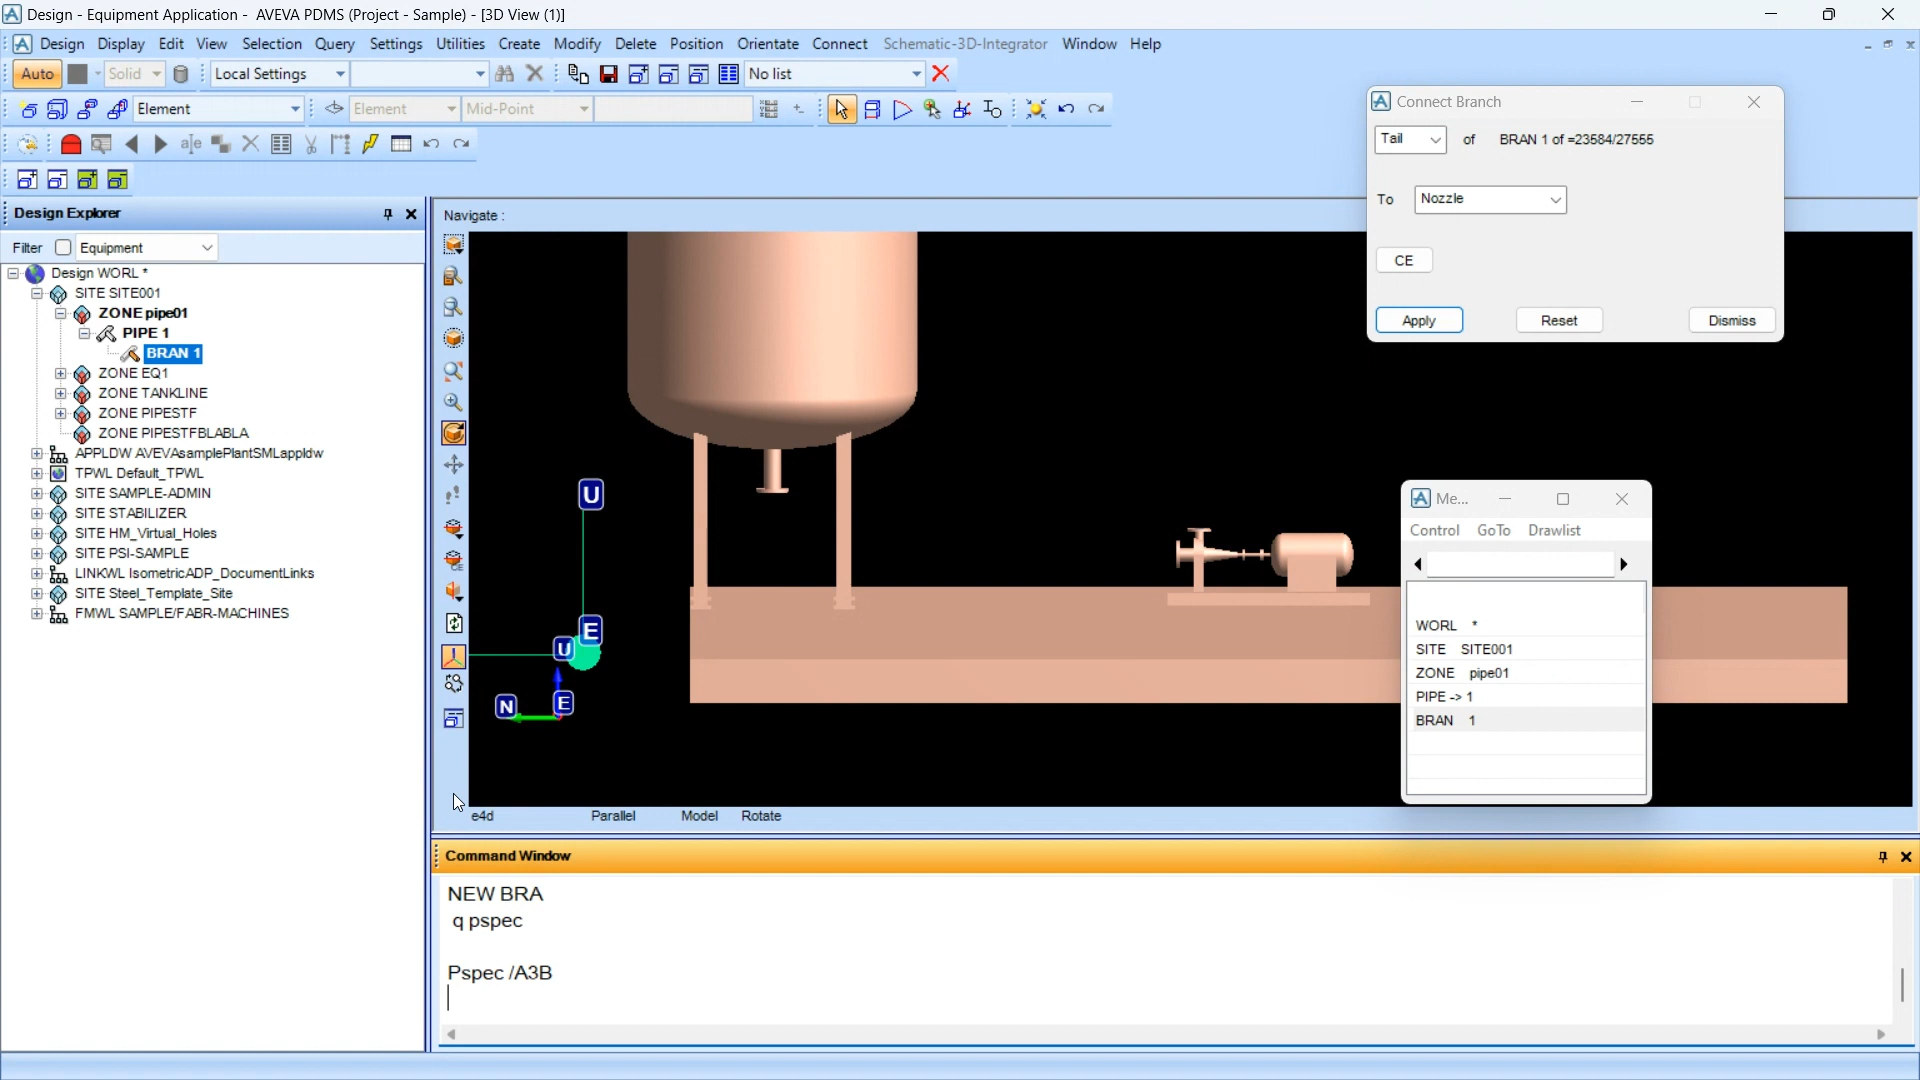 Design - Equipment Application - AVEVA PDMS (Project - Sample) - [3D View (1)]
Design Display Edit View Selection Query Settings Utilities Create Modify Delete Position Orientate Connect Schematic-3D-Integrator Window Help
Auto Solid Local Settings No list
Element Element Mid-Point
Design Explorer
Filter Equipment
Design WORL *
SITE SITE001
ZONE pipe01
PIPE 1
BRAN 1
ZONE EQ1
ZONE TANKLINE
ZONE PIPESTF
ZONE PIPESTFBLABLA
APPLDW AVEVAsamplePlantSMLappldw
TPWL Default_TPWL
SITE SAMPLE-ADMIN
SITE STABILIZER
SITE HM_Virtual_Holes
SITE PSI-SAMPLE
LINKWL IsometricADP_DocumentLinks
SITE Steel_Template_Site
FMWL SAMPLE/FABR-MACHINES
Navigate :
U
E
U
N
E
e4d Parallel Model Rotate
Connect Branch
Tail of BRAN 1 of =23584/27555
To Nozzle
CE
Apply Reset Dismiss
Me...
Control GoTo Drawlist
WORL *
SITE SITE001
ZONE pipe01
PIPE -> 1
BRAN 1
Command Window
NEW BRA
q pspec
Pspec /A3B